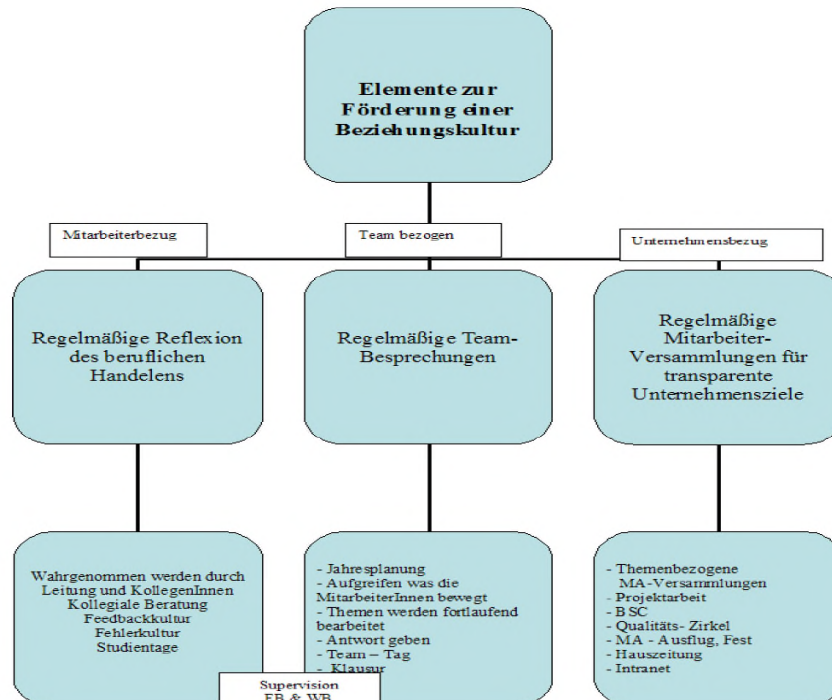 Elemente zur
Förderung einer
Beziehungskultur
Mitarbeiterbezug
Team bezogen
Unternehmensbezug
Regelmäßige Reflexion
des beruflichen
Handelens
Regelmäßige Team-
Besprechungen
Regelmäßige
Mitarbeiter-
Versammlungen für
transparente
Unternehmensziele
Wahrgenommen werden durch
Leitung und KollegenInnen
Kollegiale Beratung
Feedbackkultur
Fehlerkultur
Studientage
- Jahresplanung
- Aufgreifen was die
MitarbeiterInnen bewegt
- Themen werden fortlaufend
bearbeitet
- Antwort geben
- Team – Tag
- Klausur
- Themenbezogene
MA-Versammlungen
- Projektarbeit
- BSC
- Qualitäts- Zirkel
- MA - Ausflug, Fest
- Hauszeitung
- Intranet
Supervision
FB & WB